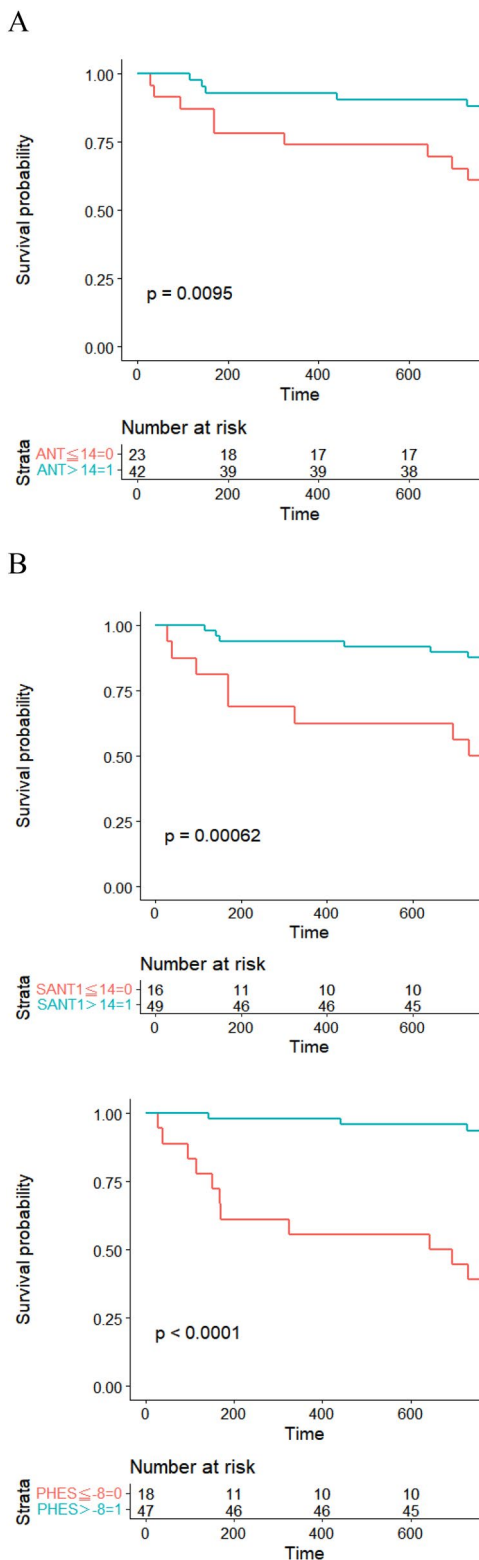 A
Survival probability
1.00
0.75
0.50
0.25
0.00
p = 0.0095
0 200 400 600
Time
Number at risk
Strata
ANT≦14=0 23 18 17 17
ANT>14=1 42 39 39 38
0 200 400 600
Time
B
Survival probability
1.00
0.75
0.50
0.25
0.00
p = 0.00062
0 200 400 600
Time
Number at risk
Strata
SANT1≦14=0 16 11 10 10
SANT1>14=1 49 46 46 45
0 200 400 600
Time
Survival probability
1.00
0.75
0.50
0.25
0.00
p < 0.0001
0 200 400 600
Time
Number at risk
Strata
PHES≦-8=0 18 11 10 10
PHES>-8=1 47 46 46 45
0 200 400 600
Time